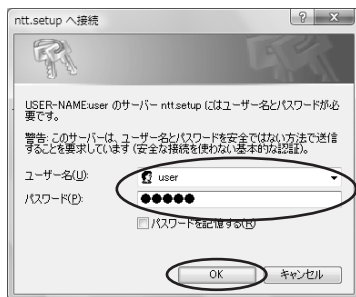 ntt.setup へ接続
USER-NAME:user のサーバー ntt.setup にはユーザー名とパスワードが必
要です。
警告: このサーバーは、ユーザー名とパスワードを安全ではない方法で送信
することを要求しています (安全な接続を使わない基本的な認証)。
ユーザー名(U):
user
パスワード(P):
●●●●●
パスワードを記憶する(R)
OK キャンセル